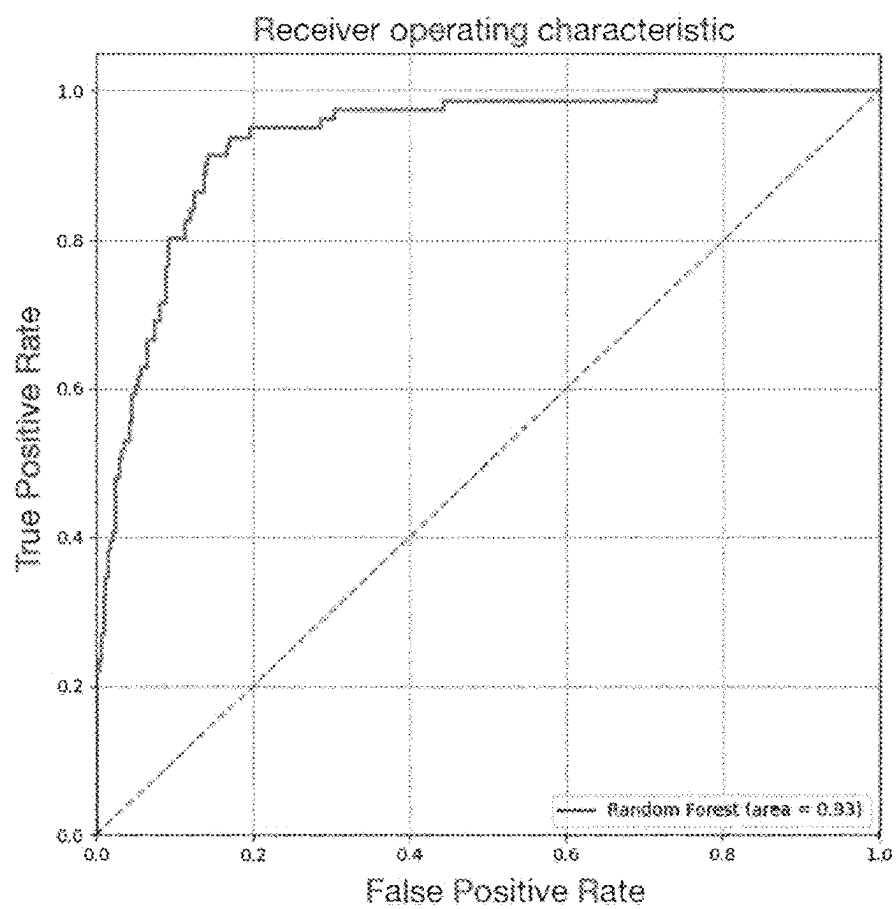 Receiver operating characteristic
1.0
0.8
0.6
0.4
0.2
0.0
True Positive Rate
Random Forest (area = 0.93)
0.0 0.2 0.4 0.6 0.8 1.0
False Positive Rate